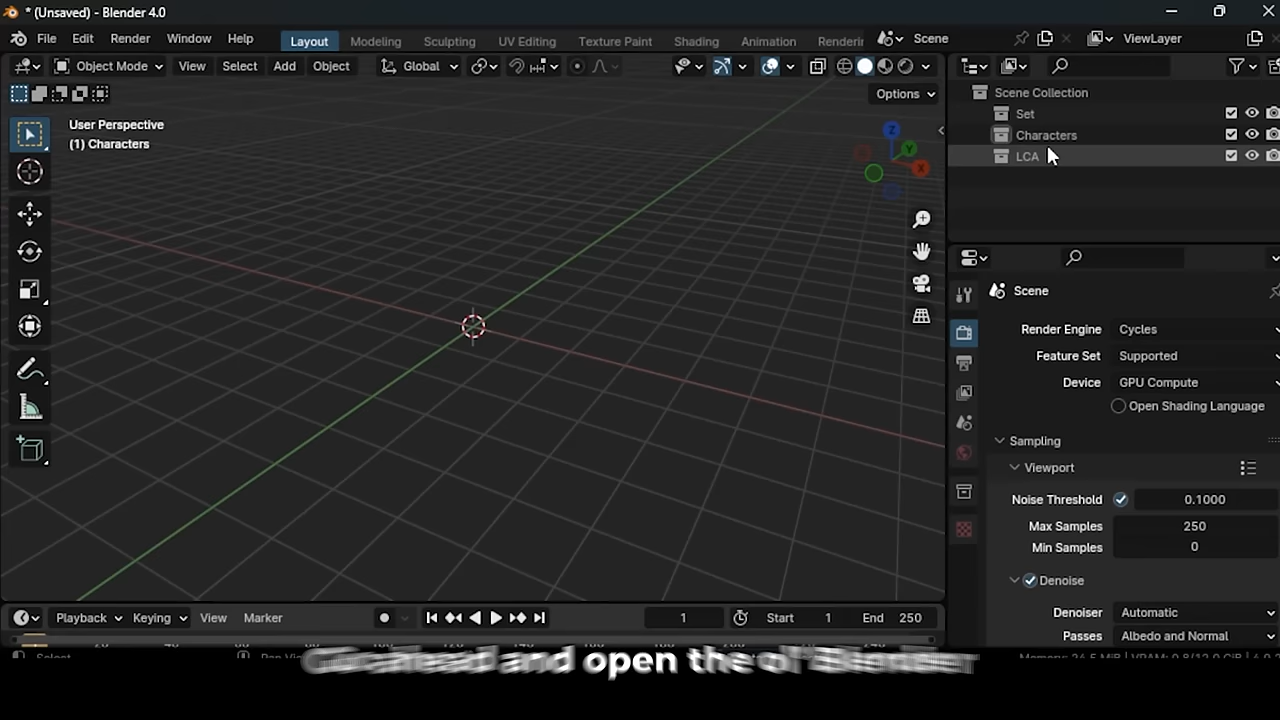 * (Unsaved) - Blender 4.0
File Edit Render Window Help Layout Modeling Sculpting UV Editing Texture Paint Shading Animation Scene ViewLayer
Object Mode View Select Add Object Global
Options
User Perspective
(1) Characters
Z
Y
X
Scene Collection
Set
Characters
LCA
Scene
Render Engine Cycles
Feature Set Supported
Device GPU Compute
Open Shading Language
Sampling
Viewport
Noise Threshold 0.1000
Max Samples 250
Min Samples 0
Denoise
Denoiser Automatic
Passes Albedo and Normal
Playback Keying View Marker 1 Start 1 End 250
Go ahead and open the ol' Blender